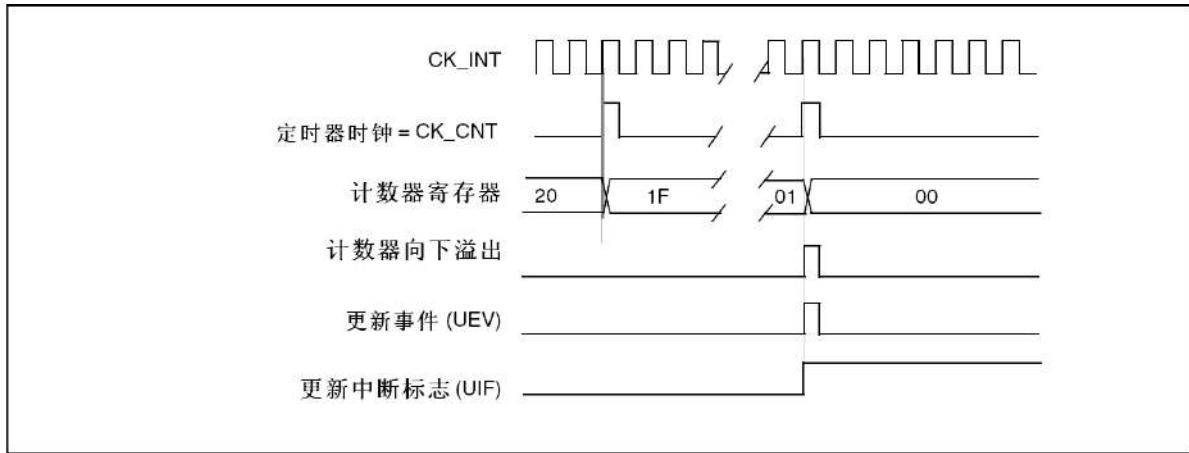 CK_INT
定时器时钟 = CK_CNT
计数器寄存器 20 1F 01 00
计数器向下溢出
更新事件 (UEV)
更新中断标志 (UIF)